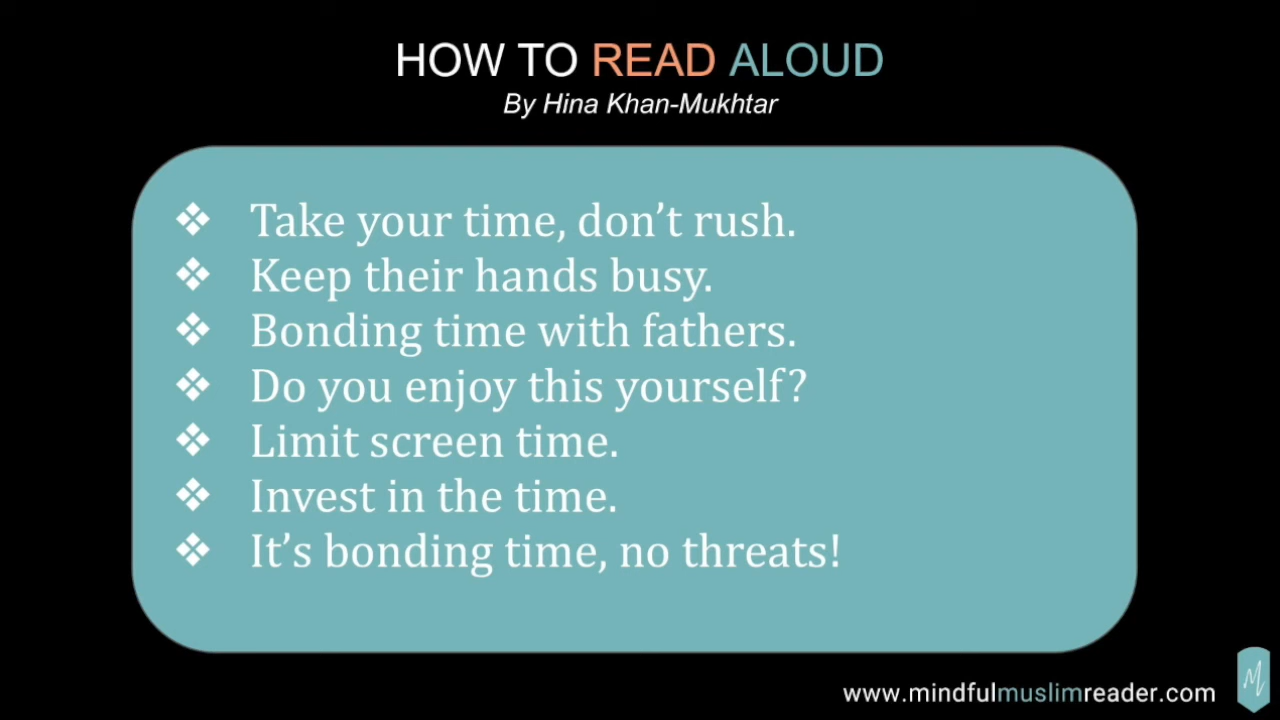 HOW TO READ ALOUD
By Hina Khan-Mukhtar
❖ Take your time, don’t rush.
❖ Keep their hands busy.
❖ Bonding time with fathers.
❖ Do you enjoy this yourself?
❖ Limit screen time.
❖ Invest in the time.
❖ It’s bonding time, no threats!
www.mindfulmuslimreader.com
M